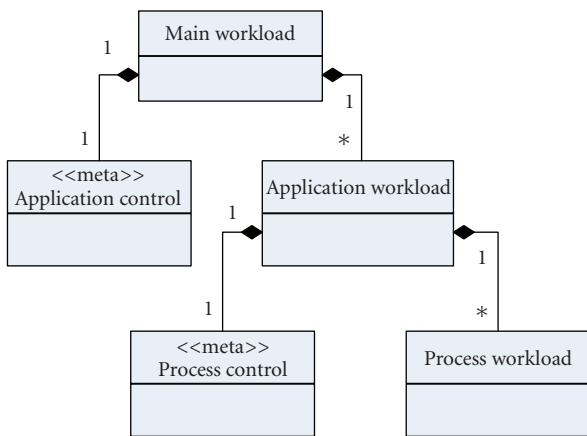 Main workload
1
1
1
*
<<meta>>
Application control
Application workload
1
1
1
*
<<meta>>
Process control
Process workload